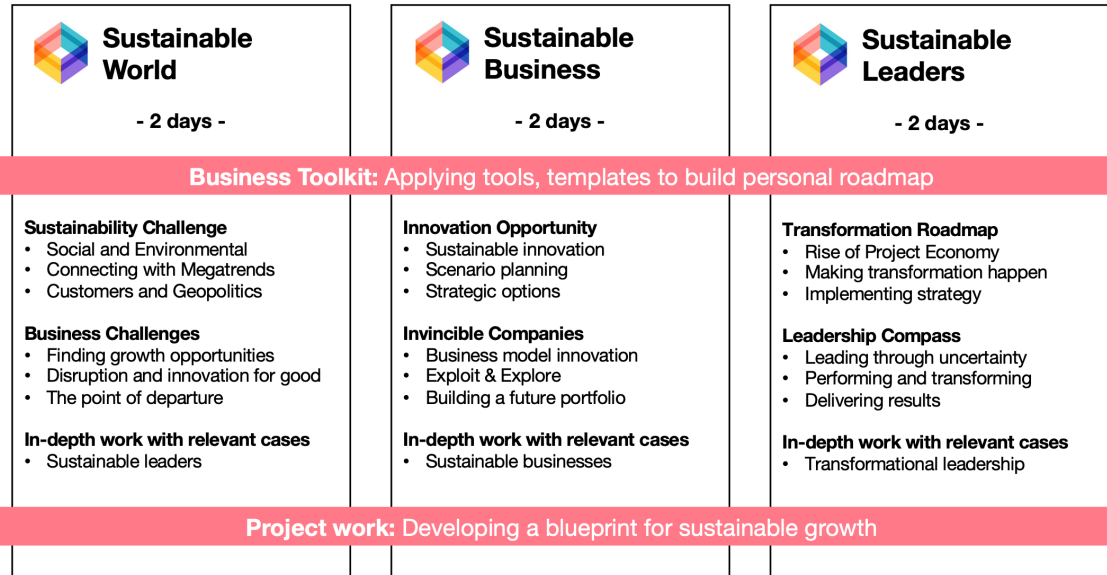 Sustainable
World
- 2 days -
Sustainable
Business
- 2 days -
Sustainable
Leaders
- 2 days -
Business Toolkit: Applying tools, templates to build personal roadmap
Sustainability Challenge
• Social and Environmental
• Connecting with Megatrends
• Customers and Geopolitics
Business Challenges
• Finding growth opportunities
• Disruption and innovation for good
• The point of departure
In-depth work with relevant cases
• Sustainable leaders
Innovation Opportunity
• Sustainable innovation
• Scenario planning
• Strategic options
Invincible Companies
• Business model innovation
• Exploit & Explore
• Building a future portfolio
In-depth work with relevant cases
• Sustainable businesses
Transformation Roadmap
• Rise of Project Economy
• Making transformation happen
• Implementing strategy
Leadership Compass
• Leading through uncertainty
• Performing and transforming
• Delivering results
In-depth work with relevant cases
• Transformational leadership
Project work: Developing a blueprint for sustainable growth